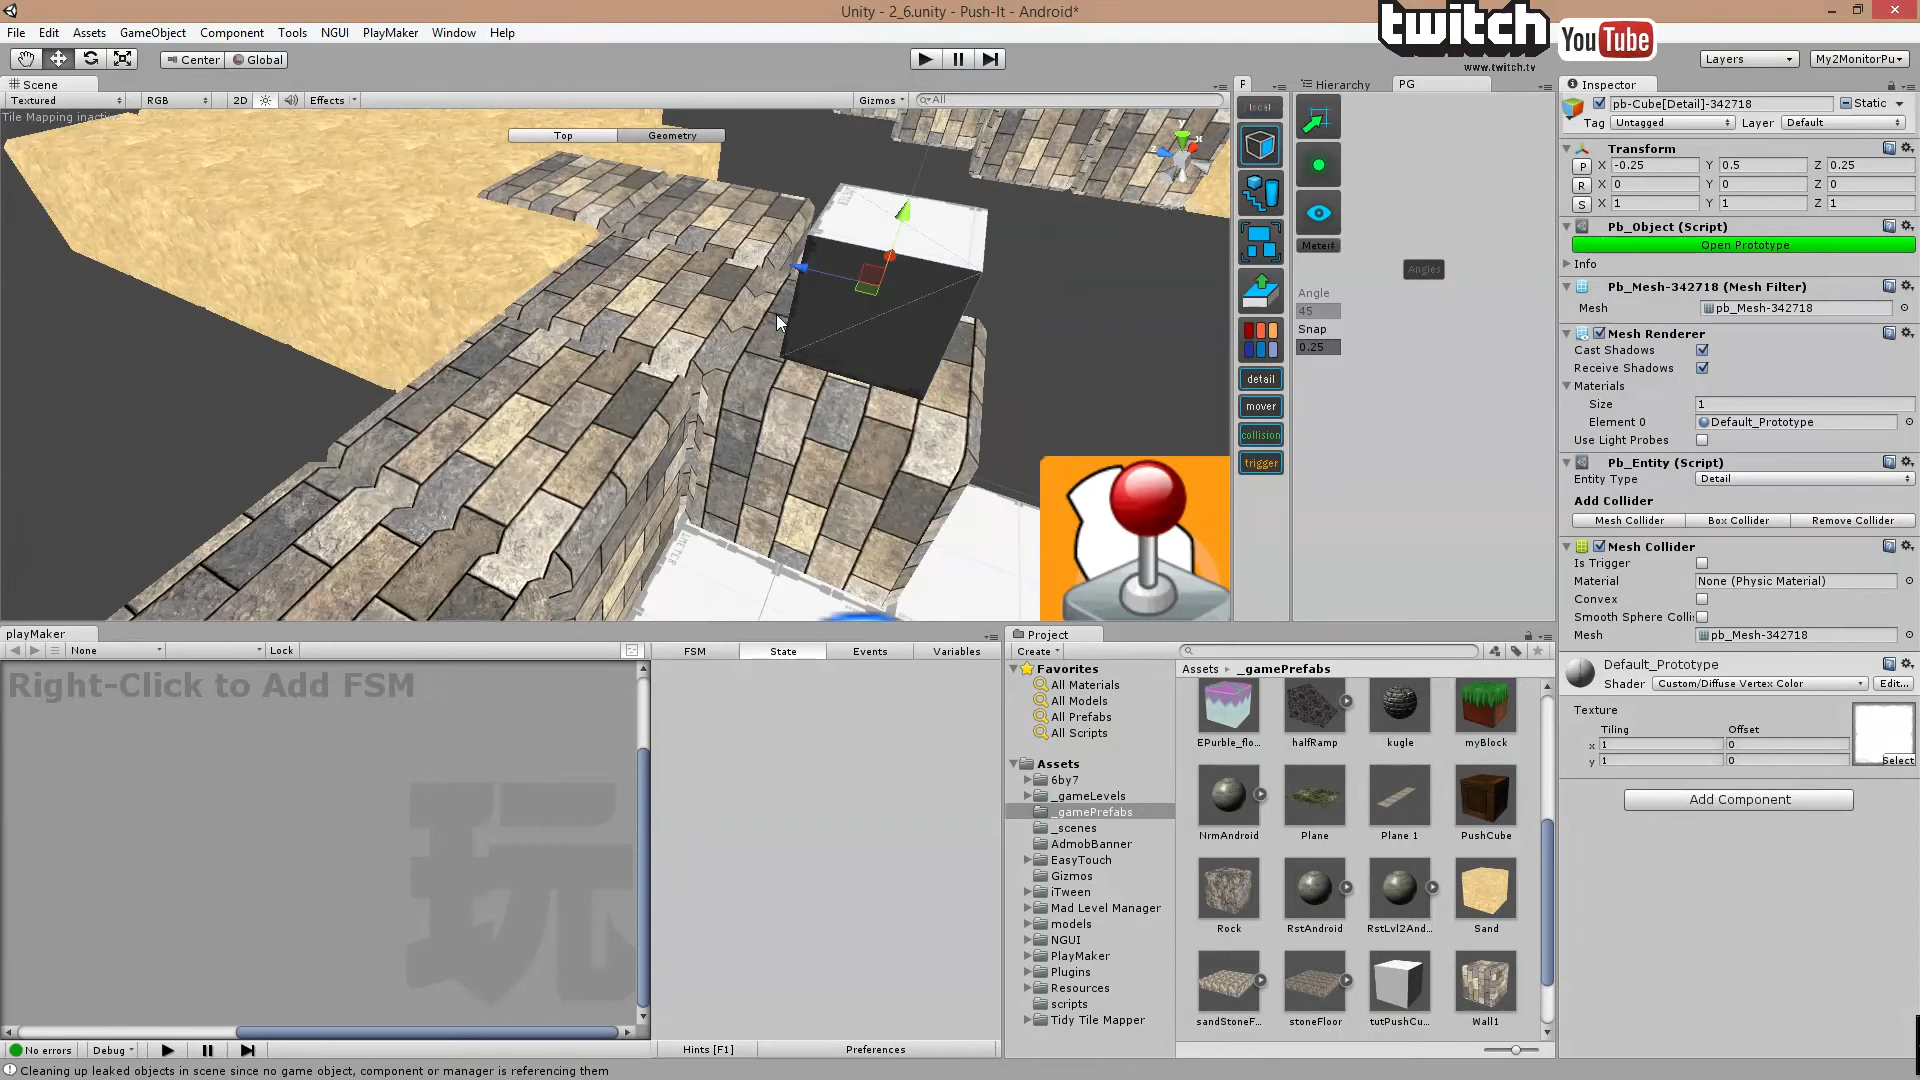 Unity - 2_6.unity - Push-It - Android*
File Edit Assets GameObject Component Tools NGUI PlayMaker Window Help
twitch
www.twitch.tv
You Tube
Center Global
Layers My2MonitorPu
Scene
Textured RGB 2D Effects Gizmos All
Tile Mapping inactive
Top Geometry
F
local
detail
mover
collision
trigger
Hierarchy PG
Meter
Angles
Angle
45
Snap
0.25
Inspector
pb-Cube[Detail]-342718 Static
Tag Untagged Layer Default
Transform
P X -0.25 Y 0.5 Z 0.25
R X 0 Y 0 Z 0
S X 1 Y 1 Z 1
Pb_Object (Script)
Open Prototype
Info
Pb_Mesh-342718 (Mesh Filter)
Mesh pb_Mesh-342718
Mesh Renderer
Cast Shadows
Receive Shadows
Materials
Size 1
Element 0 Default_Prototype
Use Light Probes
Pb_Entity (Script)
Entity Type Detail
Add Collider
Mesh Collider Box Collider Remove Collider
Mesh Collider
Is Trigger
Material None (Physic Material)
Convex
Smooth Sphere Colli
Mesh pb_Mesh-342718
Default_Prototype
Shader Custom/Diffuse Vertex Color Edit...
Texture
Tiling Offset
x 1 0
y 1 0
Select
Add Component
playMaker
None Lock
Right-Click to Add FSM
玩
FSM State Events Variables
No errors Debug
Hints [F1] Preferences
Project
Create
Favorites
All Materials
All Models
All Prefabs
All Scripts
Assets
6by7
_gameLevels
_gamePrefabs
_scenes
AdmobBanner
EasyTouch
Gizmos
iTween
Mad Level Manager
models
NGUI
PlayMaker
Plugins
Resources
scripts
Tidy Tile Mapper
Assets _gamePrefabs
EPurble_flo... halfRamp kugle myBlock
NrmAndroid Plane Plane 1 PushCube
Rock RstAndroid RstLvl2And... Sand
sandStoneF... stoneFloor tutPushCu... Wall1
Cleaning up leaked objects in scene since no game object, component or manager is referencing them